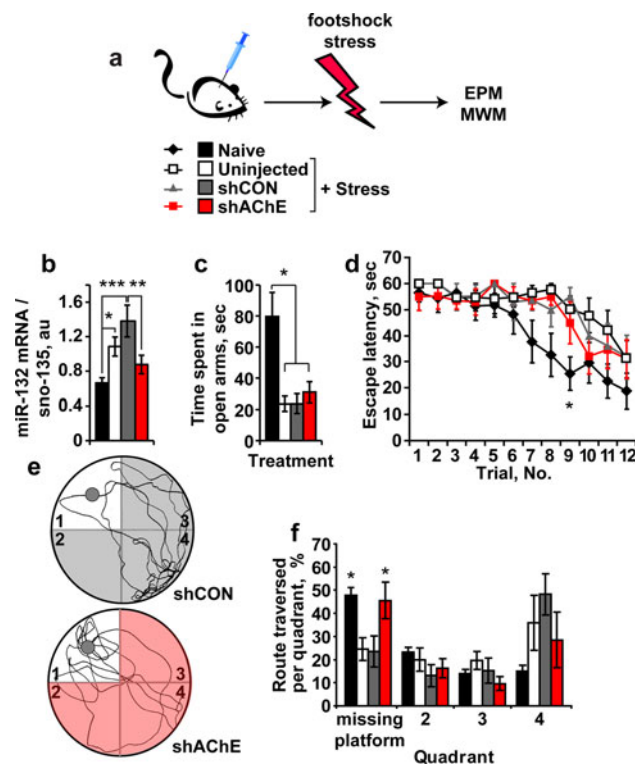 a
footshock
stress
EPM
MWM
Naive
Uninjected
shCON
shAChE
+ Stress
b
miR-132 mRNA /
sno-135, au
1.8
1.4
1
0.6
0.2
0
***
**
*
c
Time spent in
open arms, sec
100
80
60
40
20
0
*
Treatment
d
Escape latency, sec
70
60
50
40
30
20
10
0
*
1 2 3 4 5 6 7 8 9 10 11 12
Trial, No.
e
1
2
3
4
shCON
1
2
3
4
shAChE
f
Route traversed
per quadrant, %
70
60
50
40
30
20
10
0
* *
missing
platform
2
3
4
Quadrant